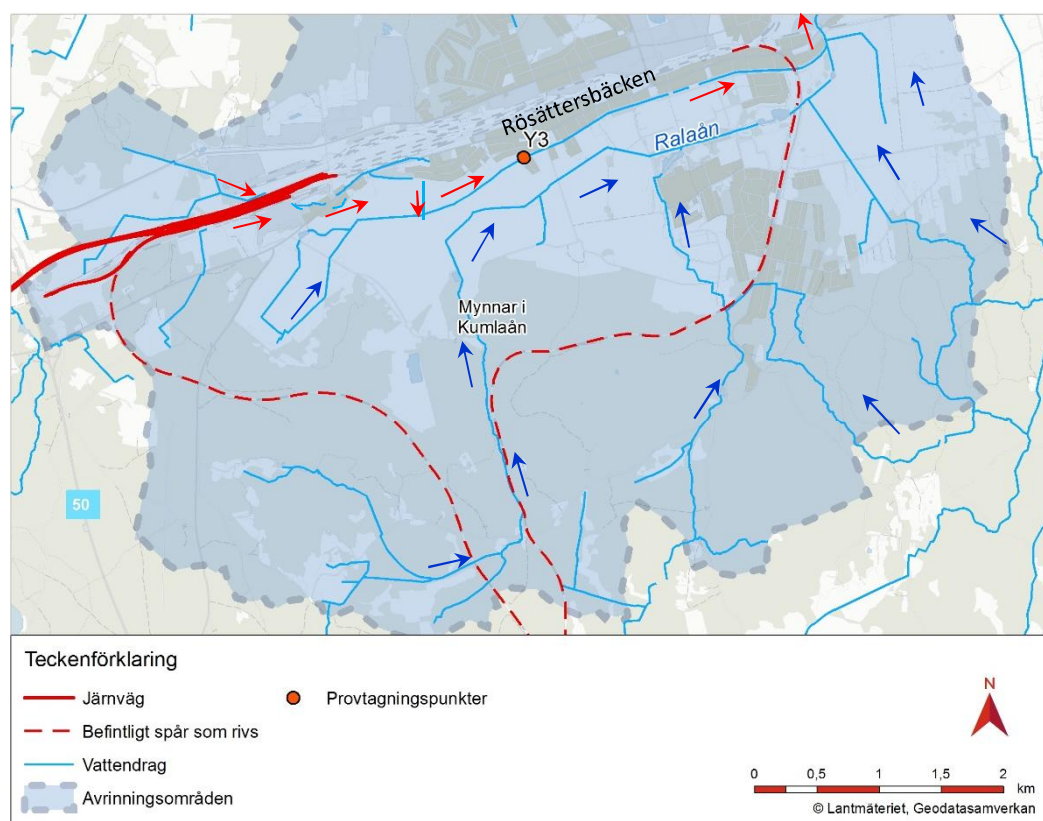 Rösättersbäcken
Y3
Ralaån
Mynnar i
Kumlaån
50
Teckenförklaring
Järnväg
Provtagningspunkter
Befintligt spår som rivs
Vattendrag
Avrinningsområden
N
0 0,5 1 1,5 2
km
© Lantmäteriet, Geodatasamverkan